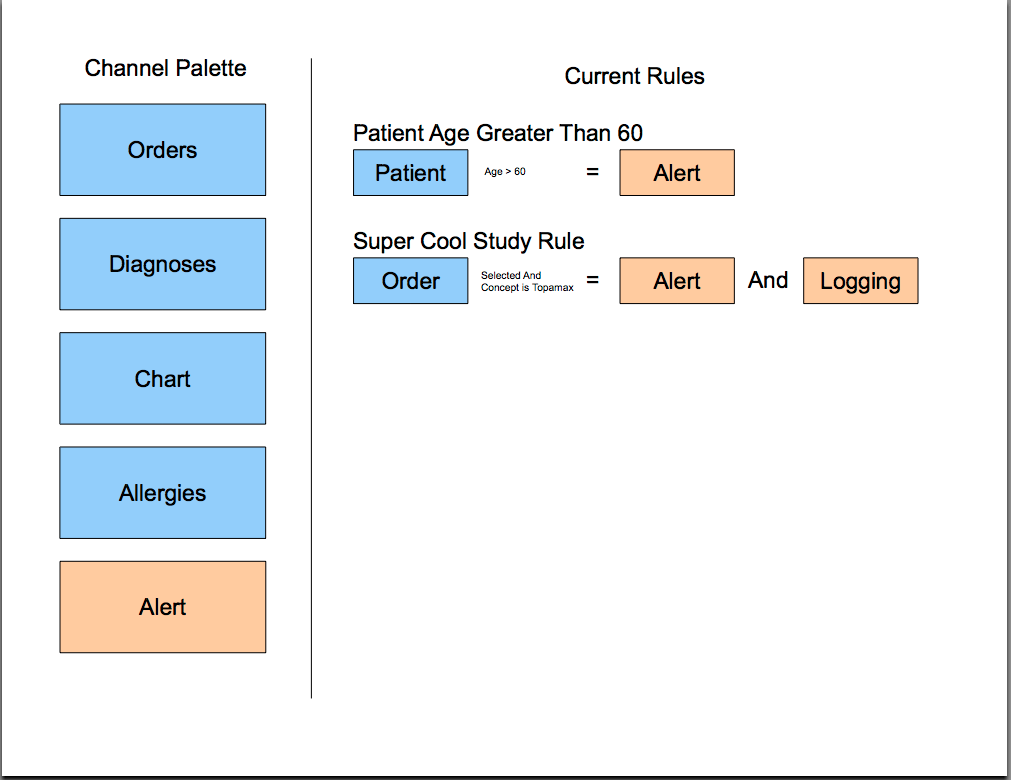 Channel Palette
Orders
Diagnoses
Chart
Allergies
Alert
Current Rules
Patient Age Greater Than 60
Patient Age > 60 = Alert
Super Cool Study Rule
Order Selected And
Concept is Topamax = Alert And Logging